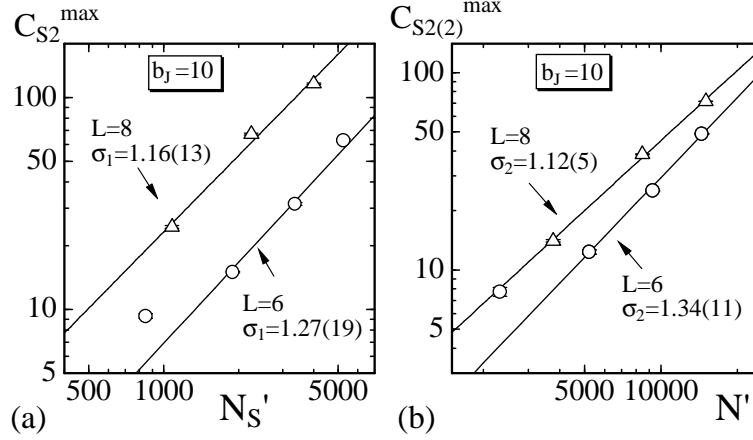 C_S2^max
b_J=10
100
50
10
5
L=8
σ₁=1.16(13)
L=6
σ₁=1.27(19)
500
1000
5000
(a)
N_S'
C_S2(2)^max
b_J=10
100
50
10
5
L=8
σ₂=1.12(5)
L=6
σ₂=1.34(11)
5000
10000
(b)
N'